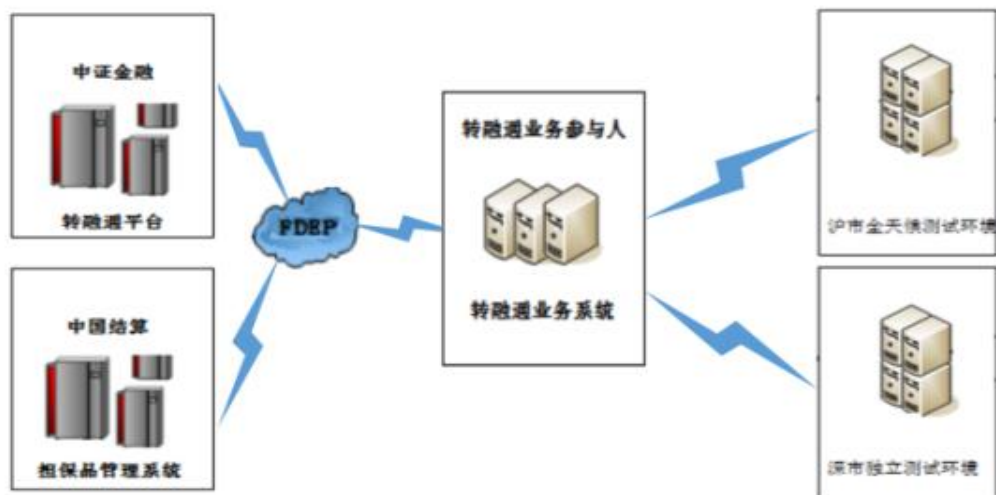 中证金融
转融通平台
中国结算
担保品管理系统
FDEP
转融通业务参与人
转融通业务系统
沪市全天候测试环境
深市独立测试环境